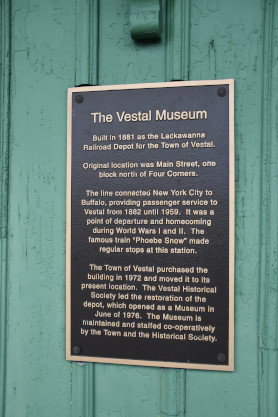 The Vestal Museum
Built in 1881 as the Lackawanna
Railroad Depot for the Town of Vestal.
Original location was Main Street, one
block north of Four Corners.
The line connected New York City to
Buffalo, providing passenger service to
Vestal from 1882 until 1959. It was a
point of departure and homecoming
during World Wars I and II. The
famous train "Phoebe Snow" made
regular stops at this station.
The Town of Vestal purchased the
building in 1972 and moved it to its
present location. The Vestal Historical
Society led the restoration of the
depot, which opened as a Museum in
June of 1976. The Museum is
maintained and staffed co-operatively
by the Town and the Historical Society.